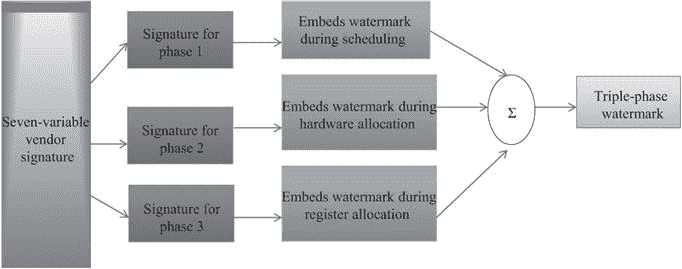 Seven-variable
vendor
signature
Signature for
phase 1
Embeds watermark
during scheduling
Signature for
phase 2
Embeds watermark during
hardware allocation
Signature for
phase 3
Embeds watermark during
register allocation
Σ
Triple-phase
watermark